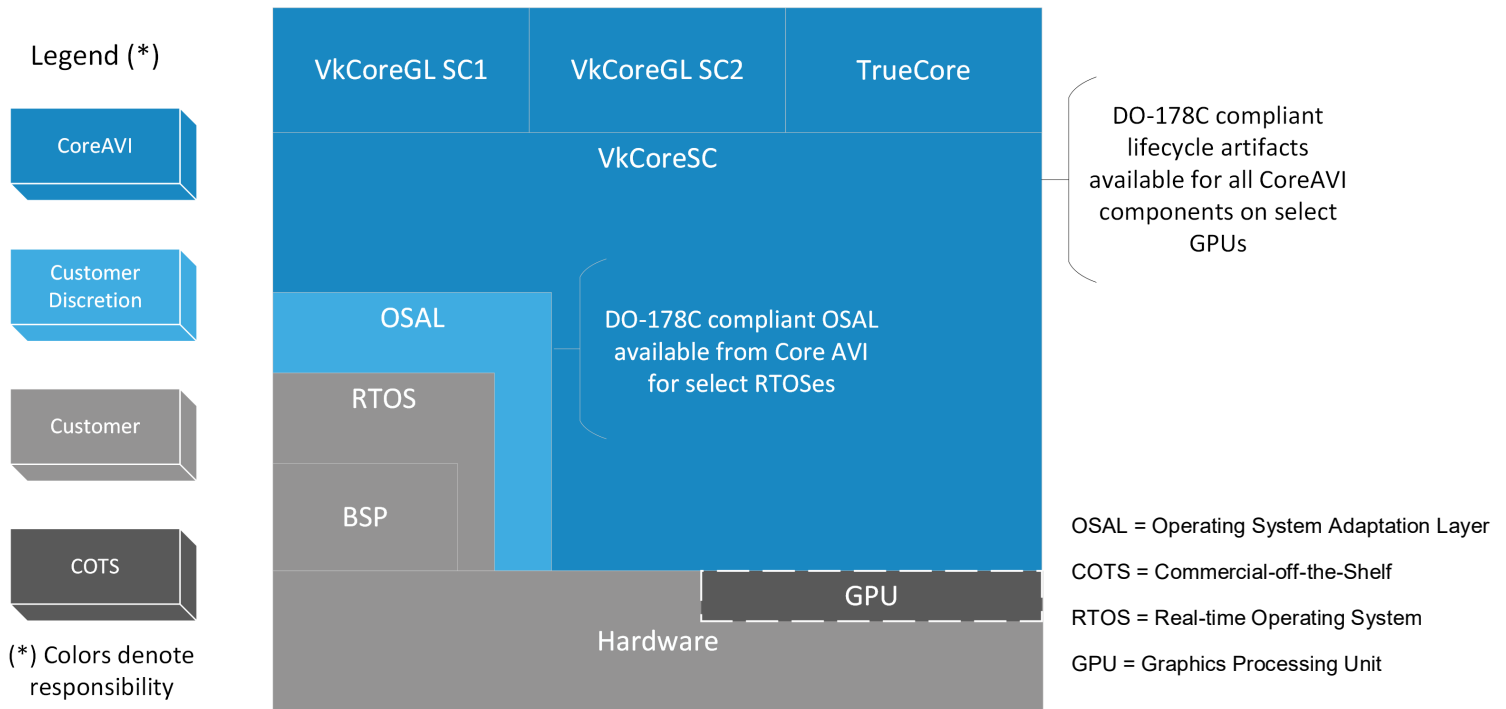 Legend (*)
CoreAVI
Customer
Discretion
Customer
COTS
(*) Colors denote
responsibility
VkCoreGL SC1
VkCoreGL SC2
TrueCore
VkCoreSC
OSAL
RTOS
BSP
DO-178C compliant OSAL
available from Core AVI
for select RTOSes
GPU
Hardware
DO-178C compliant
lifecycle artifacts
available for all CoreAVI
components on select
GPUs
OSAL = Operating System Adaptation Layer
COTS = Commercial-off-the-Shelf
RTOS = Real-time Operating System
GPU = Graphics Processing Unit